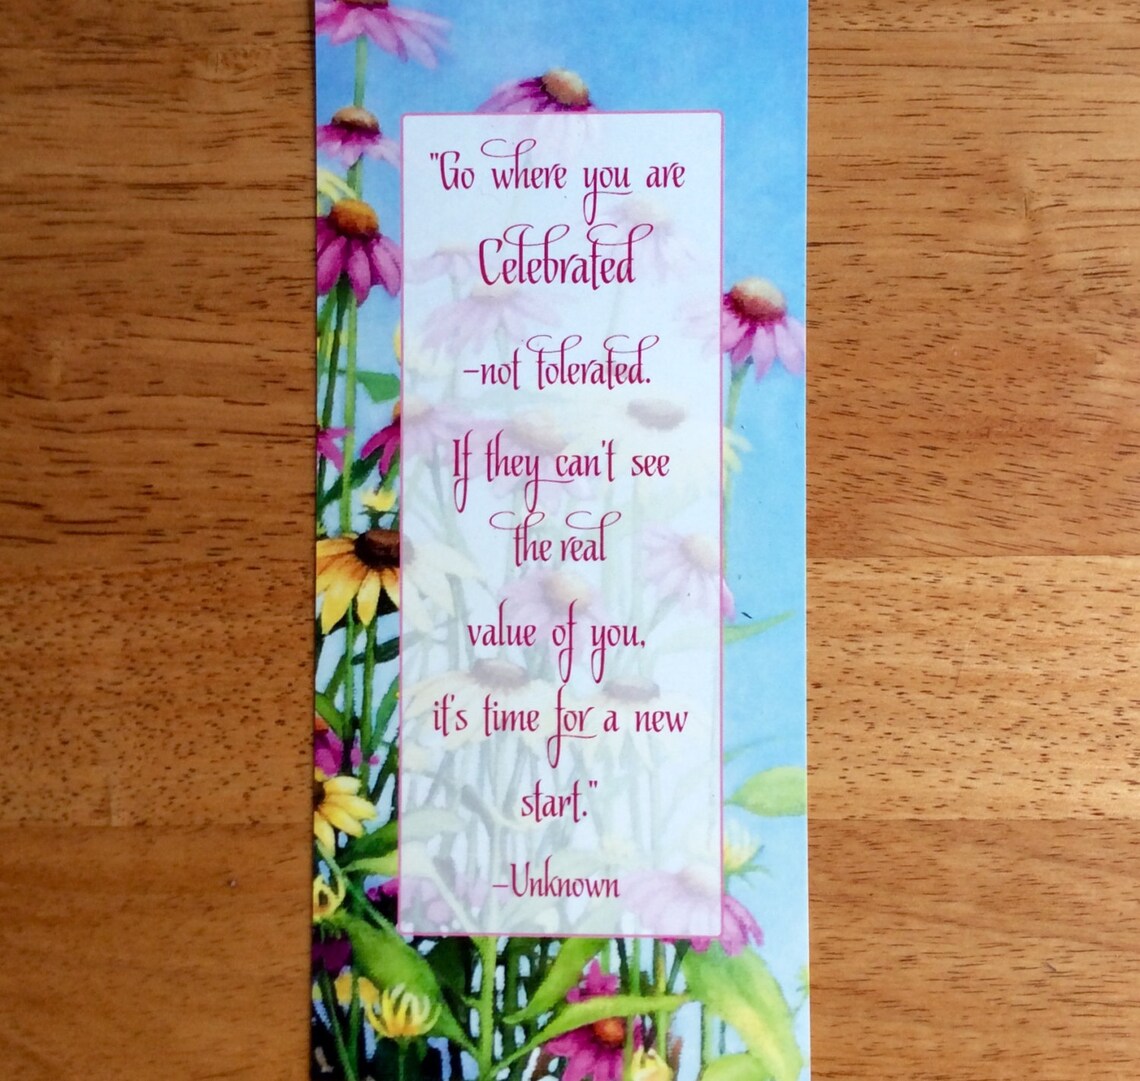 "Go where you are
Celebrated
-not tolerated.
If they can't see
the real
value of you,
it's time for a new
start."
-Unknown